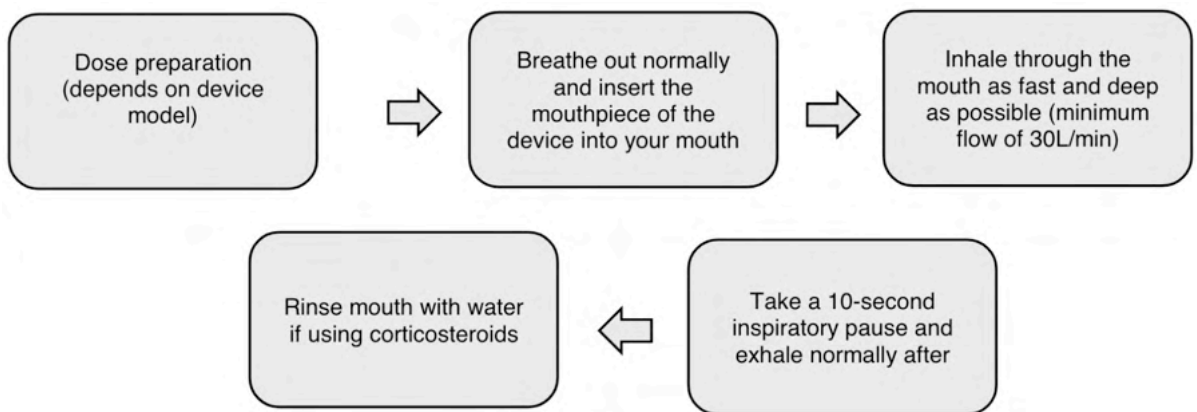 Dose preparation
(depends on device
model)
Breathe out normally
and insert the
mouthpiece of the
device into your mouth
Inhale through the
mouth as fast and deep
as possible (minimum
flow of 30L/min)
Take a 10-second
inspiratory pause and
exhale normally after
Rinse mouth with water
if using corticosteroids